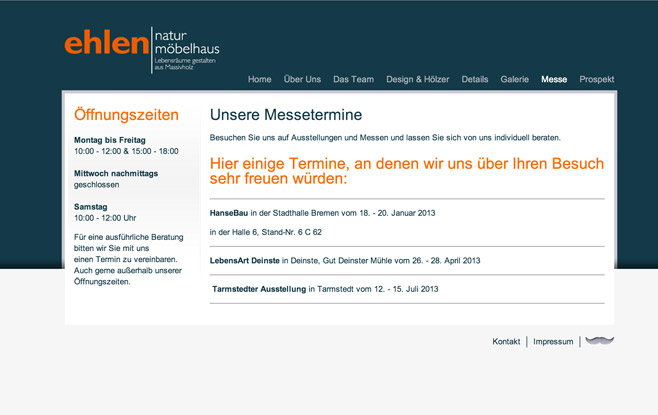 ehlen
natur
möbelhaus
Lebensräume gestalten
aus Massivholz
Home Über Uns Das Team Design & Hölzer Details Galerie Messe Prospekt
Öffnungszeiten
Montag bis Freitag
10:00 - 12:00 & 15:00 - 18:00
Mittwoch nachmittags
geschlossen
Samstag
10:00 - 12:00 Uhr
Für eine ausführliche Beratung
bitten wir Sie mit uns
einen Termin zu vereinbaren.
Auch gerne außerhalb unserer
Öffnungszeiten.
Unsere Messetermine
Besuchen Sie uns auf Ausstellungen und Messen und lassen Sie sich von uns individuell beraten.
Hier einige Termine, an denen wir uns über Ihren Besuch
sehr freuen würden:
HanseBau in der Stadthalle Bremen vom 18. - 20. Januar 2013
in der Halle 6, Stand-Nr. 6 C 62
LebensArt Deinste in Deinste, Gut Deinster Mühle vom 26. - 28. April 2013
Tarmstedter Ausstellung in Tarmstedt vom 12. - 15. Juli 2013
Kontakt | Impressum |